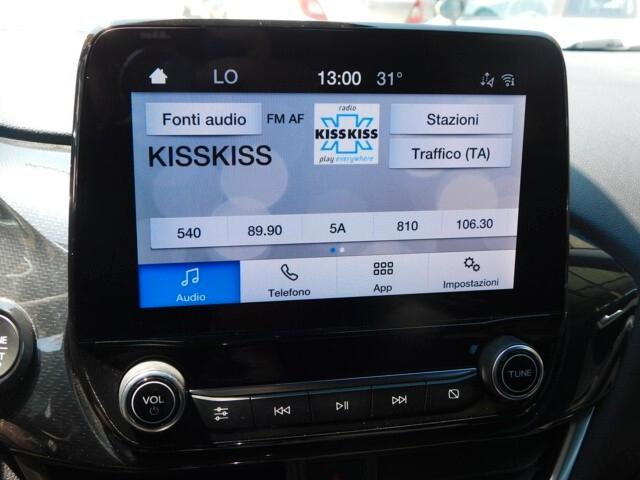 LO 13:00 31°
Fonti audio FM AF Stazioni
radio
KISSKISS
play everywhere
KISSKISS
Traffico (TA)
540 89.90 5A 810 106.30
Audio Telefono App Impostazioni
VOL
TUNE